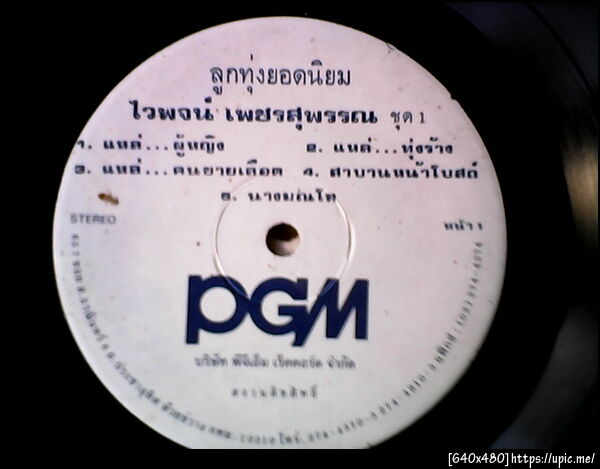 ลูกทุ่งยอดนิยม
ไวพจน์ เพชรสุพรรณ ชุด 1
1. แหล่...ผู้หญิง 2. แหล่...ทุ่งร้าง
3. แหล่...คนขายเลือด 4. สาบานหน้าโบสถ์
5. นางมณโฑ
STEREO หน้า 1
PGM
บริษัท พีจีเอ็ม เร็คคอร์ด จำกัด
สงวนลิขสิทธิ์
[640x480]https://upic.me/